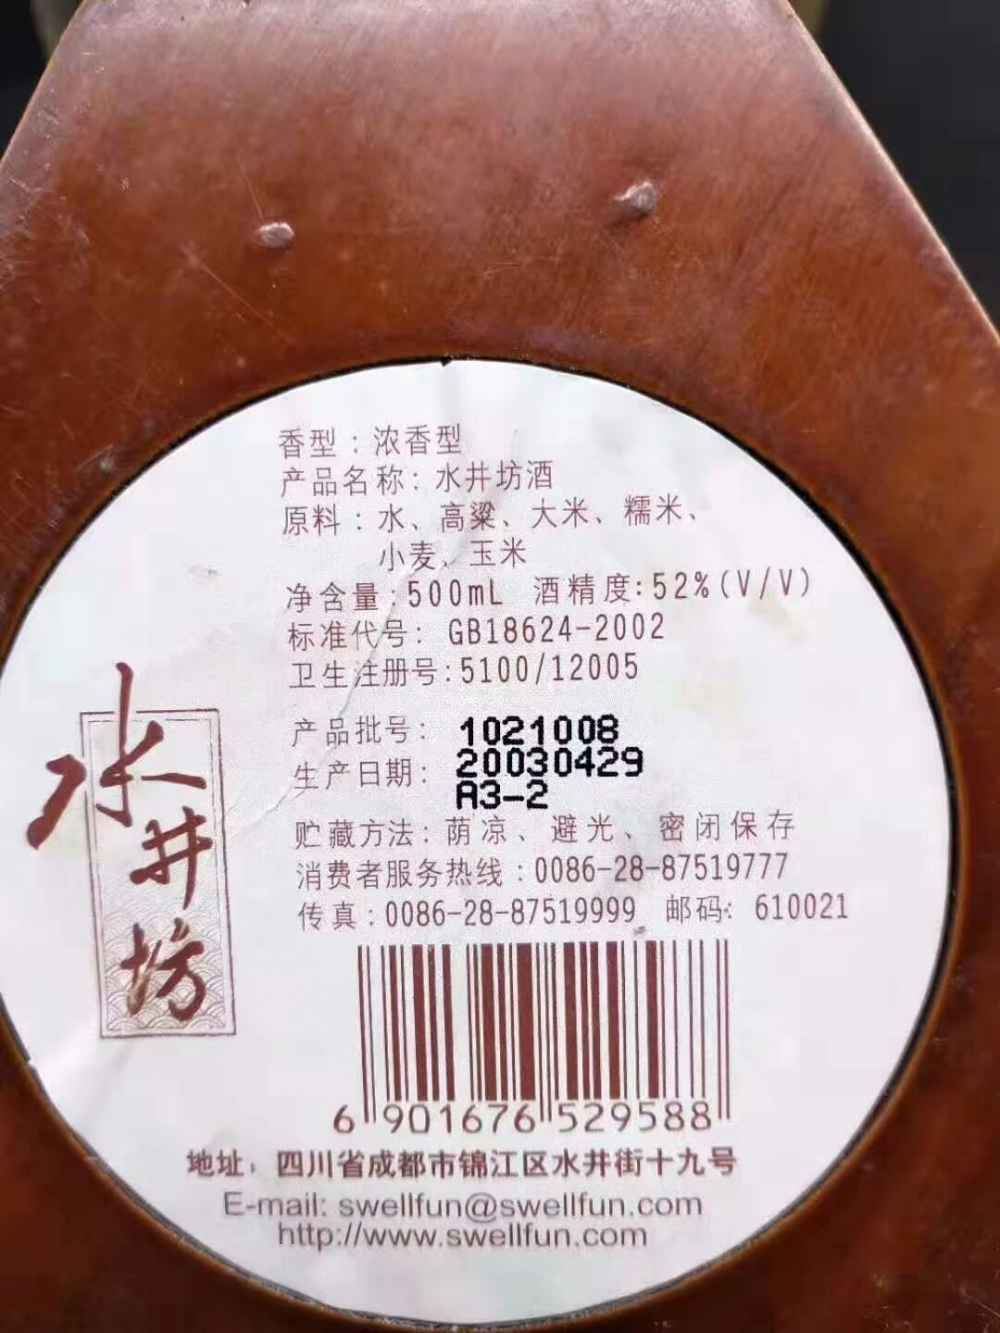 香型：浓香型
产品名称：水井坊酒
原料：水、高粱、大米、糯米、
小麦、玉米
净含量:500mL 酒精度:52%(V/V)
标准代号：GB18624-2002
卫生注册号:5100/12005
产品批号：1021008
生产日期：20030429
A3-2
贮藏方法：荫凉、避光、密闭保存
消费者服务热线:0086-28-87519777
传真:0086-28-87519999 邮码：610021
水井坊
6 901676 529588
地址：四川省成都市锦江区水井街十九号
E-mail: swellfun@swellfun.com
http://www.swellfun.com